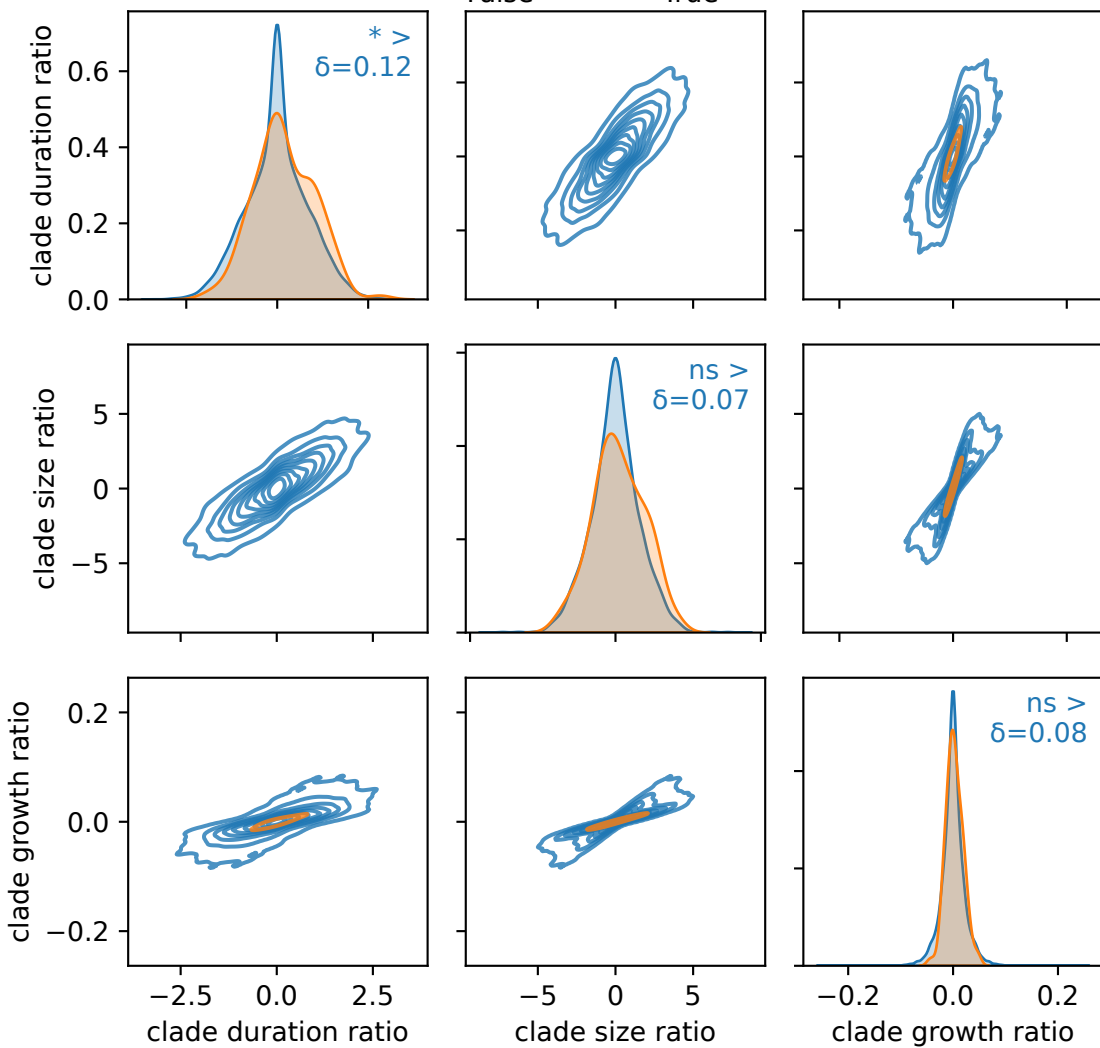 * >
δ=0.12
clade duration ratio
0.6
0.4
0.2
0.0
ns >
δ=0.07
clade size ratio
5
0
−5
ns >
δ=0.08
clade growth ratio
0.2
0.0
−0.2
−2.5 0.0 2.5 −5 0 5 −0.2 0.0 0.2
clade duration ratio clade size ratio clade growth ratio